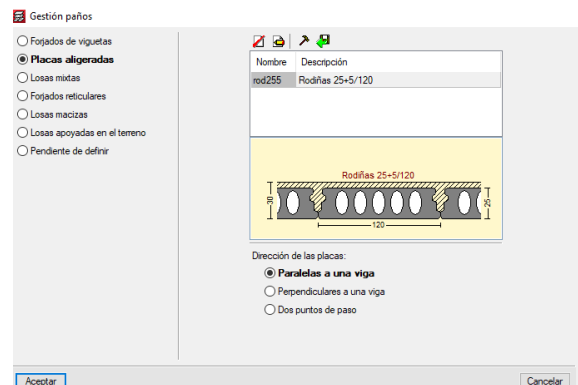 Gestión paños
Forjados de viguetas
Placas aligeradas
Losas mixtas
Forjados reticulares
Losas macizas
Losas apoyadas en el terreno
Pendiente de definir
Nombre Descripción
rod255 Rodiñas 25+5/120
Rodiñas 25+5/120
30
25
120
Dirección de las placas:
Paralelas a una viga
Perpendiculares a una viga
Dos puntos de paso
Aceptar Cancelar